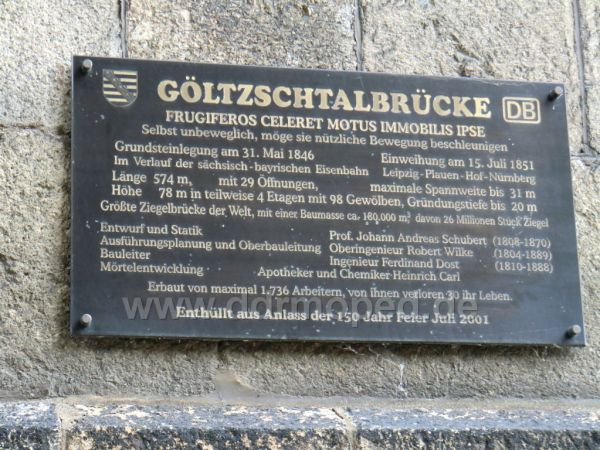 GÖLTZSCHTALBRÜCKE DB
FRUGIFEROS CELERET MOTUS IMMOBILIS IPSE
Selbst unbeweglich, möge sie nützliche Bewegung beschleunigen
Grundsteinlegung am 31. Mai 1846 Einweihung am 15. Juli 1851
Im Verlauf der sächsisch-bayrischen Eisenbahn Leipzig-Plauen-Hof-Nürnberg
Länge 574 m, mit 29 Öffnungen, maximale Spannweite bis 31 m
Höhe 78 m in teilweise 4 Etagen mit 98 Gewölben, Gründungstiefe bis 20 m
Größte Ziegelbrücke der Welt, mit einer Baumasse ca. 180.000 m³ davon 26 Millionen Stück Ziegel
Entwurf und Statik Prof. Johann Andreas Schubert (1808-1870)
Ausführungsplanung und Oberbauleitung Oberingenieur Robert Wilke (1804-1889)
Bauleiter Ingenieur Ferdinand Dost (1810-1888)
Mörtelentwicklung Apotheker und Chemiker Heinrich Carl
Erbaut von maximal 1.736 Arbeitern, von ihnen verloren 30 ihr Leben.
www.ddrmoped.de
Enthüllt aus Anlass der 150 Jahr Feier Juli 2001